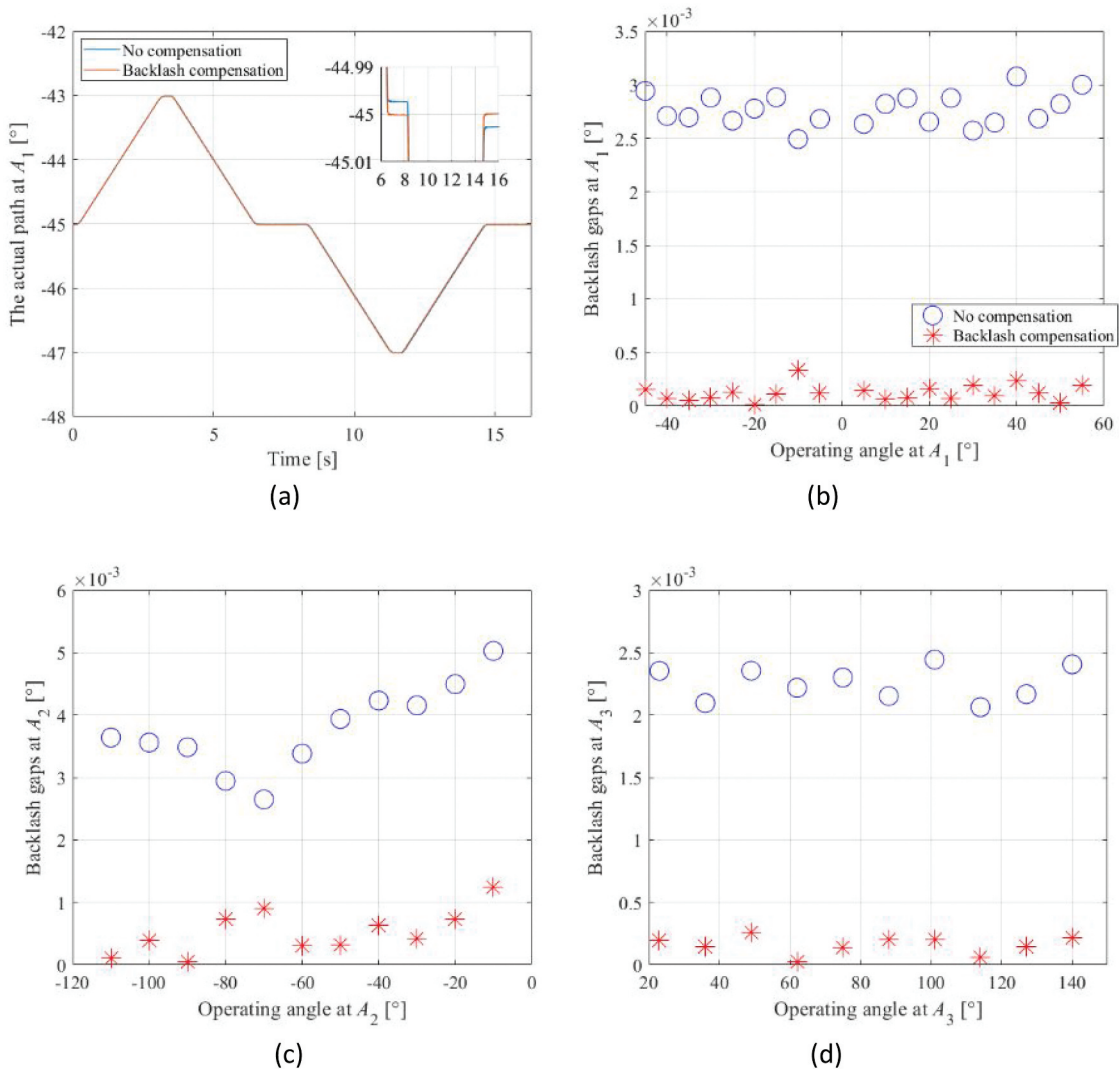 -42
-43
-44
-45
-46
-47
-48
The actual path at A1 [°]
No compensation
Backlash compensation
-44.99
-45
-45.01
6 8 10 12 14 16
0 5 10 15
Time [s]
(a)
×10-3
3.5
3
2.5
2
1.5
1
0.5
0
Backlash gaps at A1 [°]
No compensation
Backlash compensation
-40 -20 0 20 40 60
Operating angle at A1 [°]
(b)
×10-3
6
5
4
3
2
1
0
Backlash gaps at A2 [°]
-120 -100 -80 -60 -40 -20 0
Operating angle at A2 [°]
(c)
×10-3
3
2.5
2
1.5
1
0.5
0
Backlash gaps at A3 [°]
20 40 60 80 100 120 140
Operating angle at A3 [°]
(d)